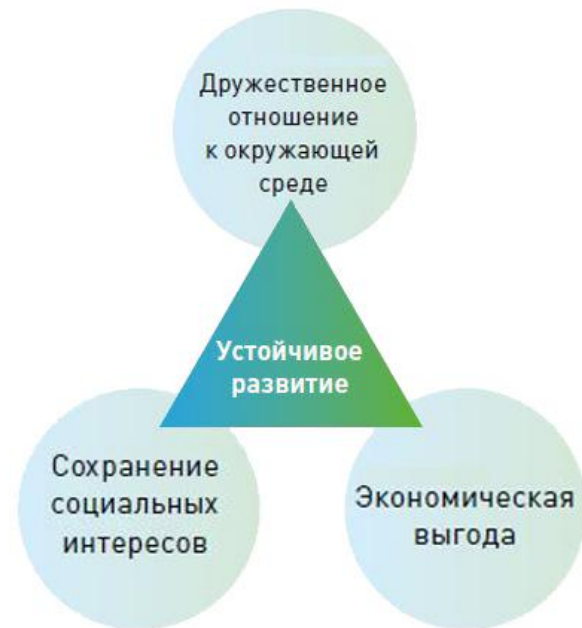 Дружественное
отношение
к окружающей
среде
Устойчивое
развитие
Сохранение
социальных
интересов
Экономическая
выгода